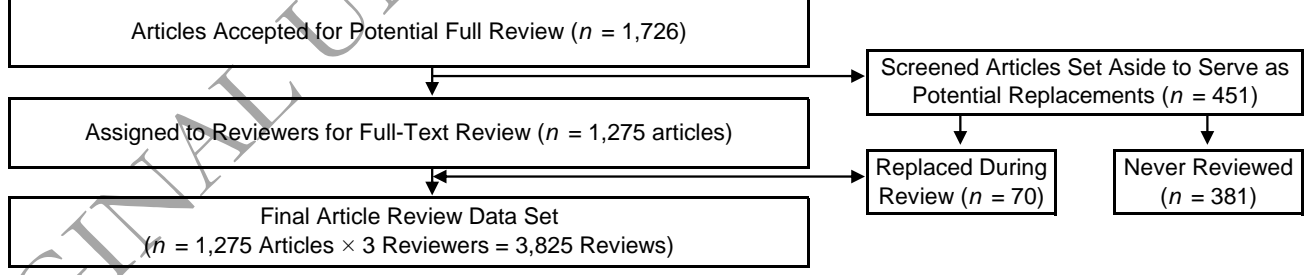 Articles Accepted for Potential Full Review (n = 1,726)
Screened Articles Set Aside to Serve as
Potential Replacements (n = 451)
Assigned to Reviewers for Full-Text Review (n = 1,275 articles)
Replaced During
Review (n = 70)
Never Reviewed
(n = 381)
Final Article Review Data Set
(n = 1,275 Articles × 3 Reviewers = 3,825 Reviews)